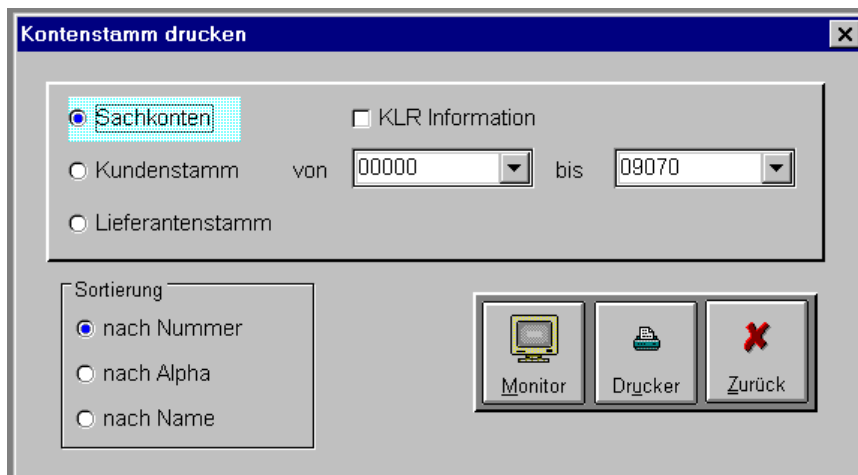 Kontenstamm drucken
Sachkonten KLR Information
Kundenstamm von 00000 bis 09070
Lieferantenstamm
Sortierung
nach Nummer
nach Alpha
nach Name
Monitor Drucker Zurück